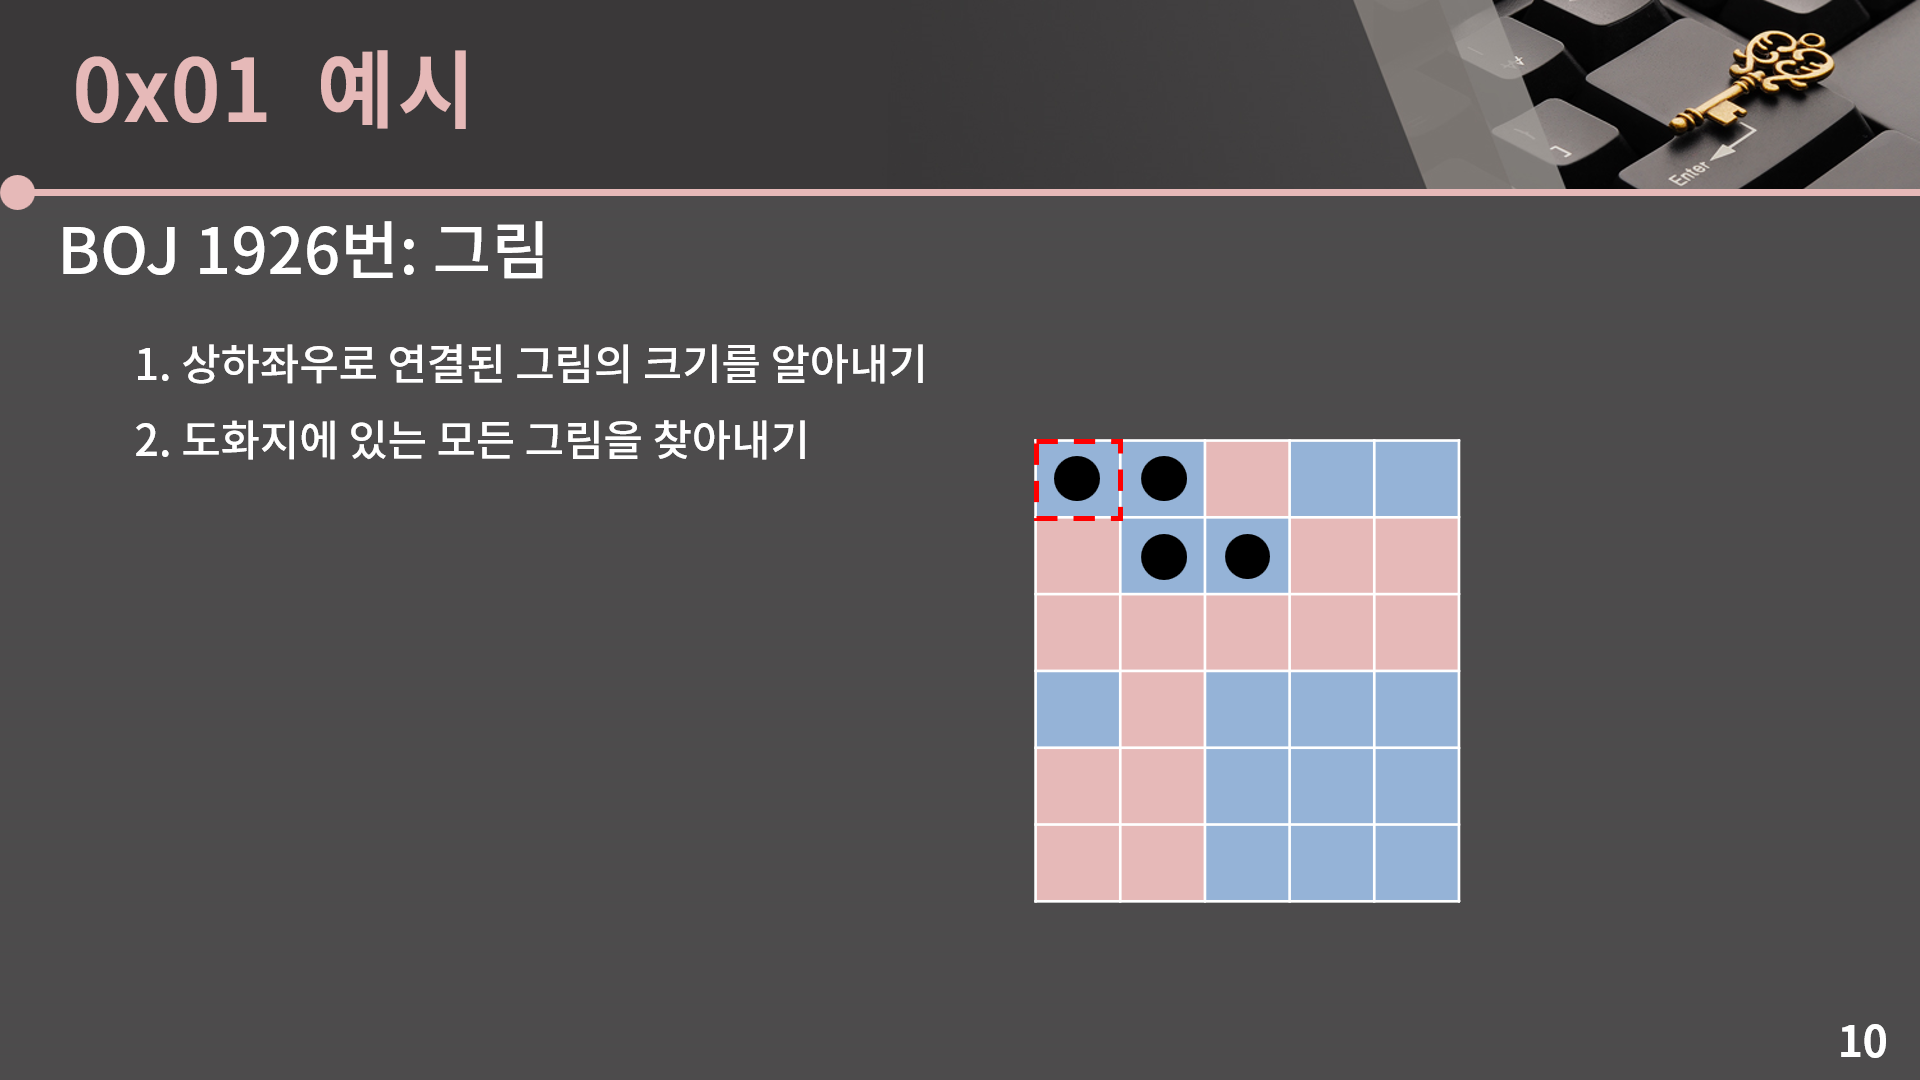 0x01 예시
BOJ 1926번: 그림
1. 상하좌우로 연결된 그림의 크기를 알아내기
2. 도화지에 있는 모든 그림을 찾아내기
Enter
10